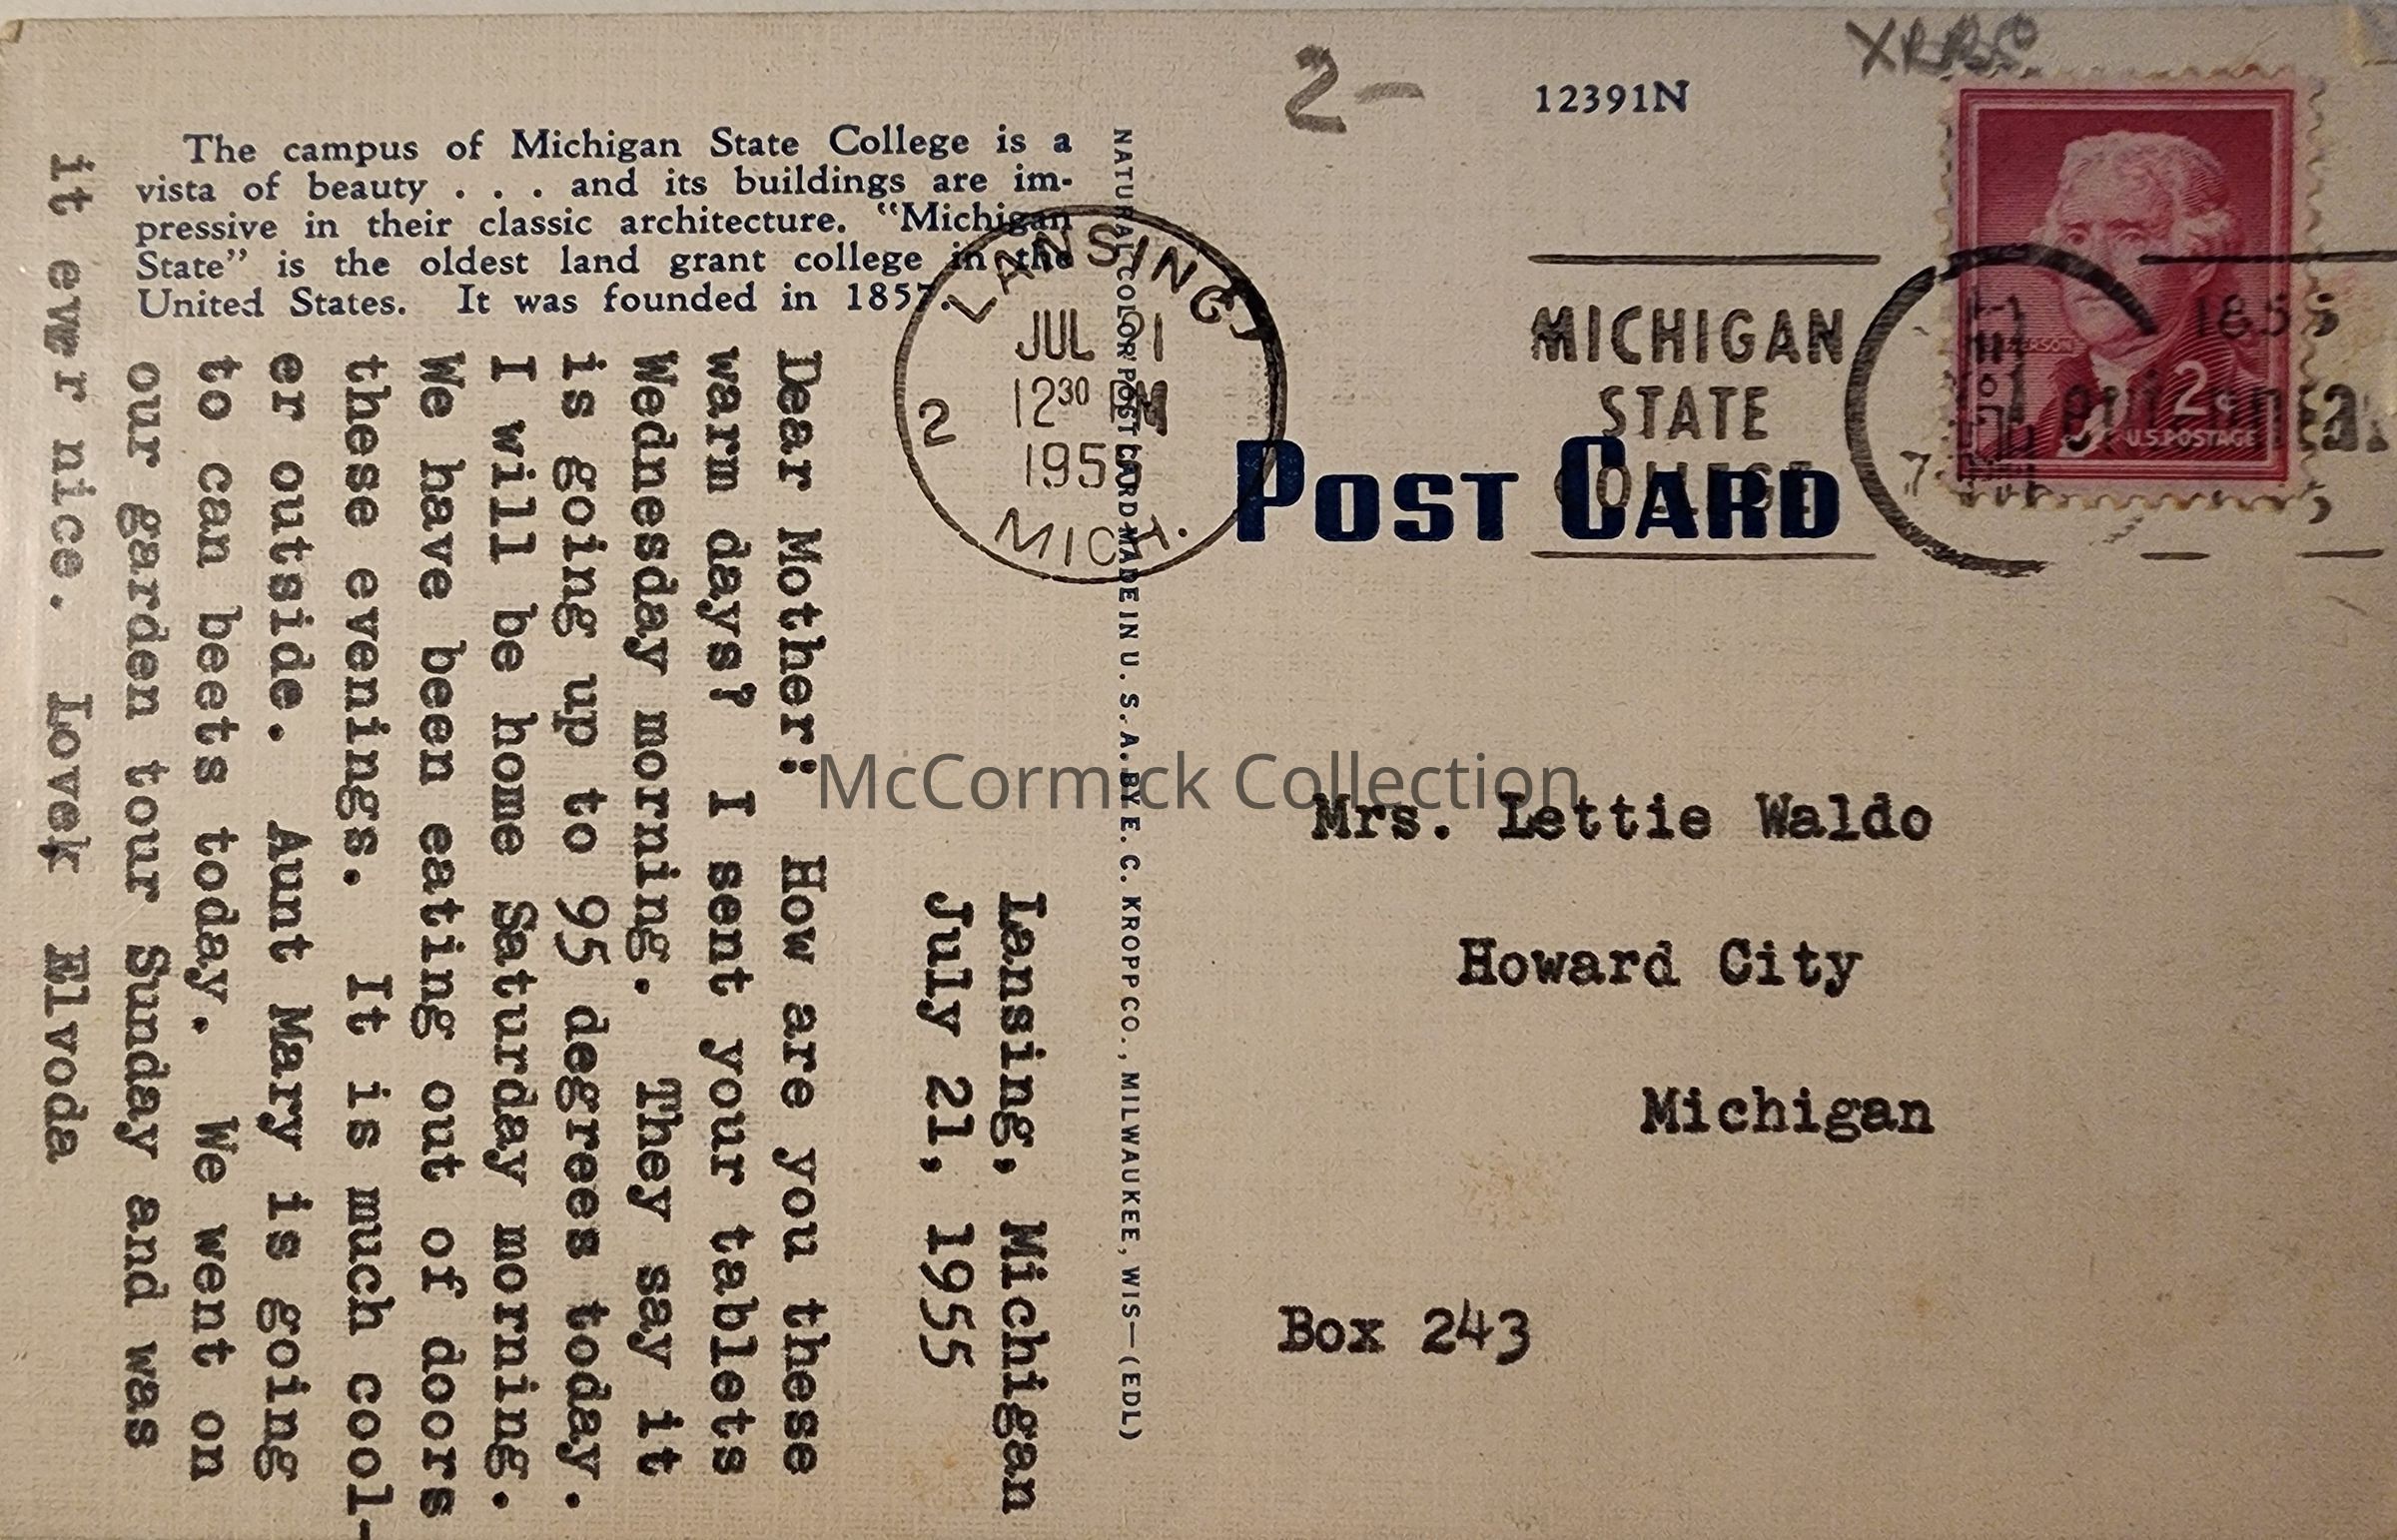 2-
12391N
The campus of Michigan State College is a
vista of beauty . . . and its buildings are im-
pressive in their classic architecture. “Michigan
State” is the oldest land grant college in the
United States. It was founded in 1857.
LANSING
JUL 21
12 30 PM
2
1955
MICH.
MICHIGAN
STATE
COLLEGE
1855
7
2¢
U.S.POSTAGE
POST CARD
NATURAL COLOR POST CARD MADE IN U.S.A. BY E. C. KROPP CO., MILWAUKEE, WIS—(EDL)
Lansing, Michigan
July 21, 1955
Dear Mother: How are you these
warm days? I sent your tablets
Wednesday morning. They say it
is going up to 95 degrees today.
I will be home Saturday morning.
We have been eating out of doors
these evenings. It is much cool-
er outside. Aunt Mary is going
to can beets today. We went on
our garden tour Sunday and was
it ever nice. Love, Elvoda
Mrs. Lettie Waldo
Howard City
Michigan
Box 243
McCormick Collection